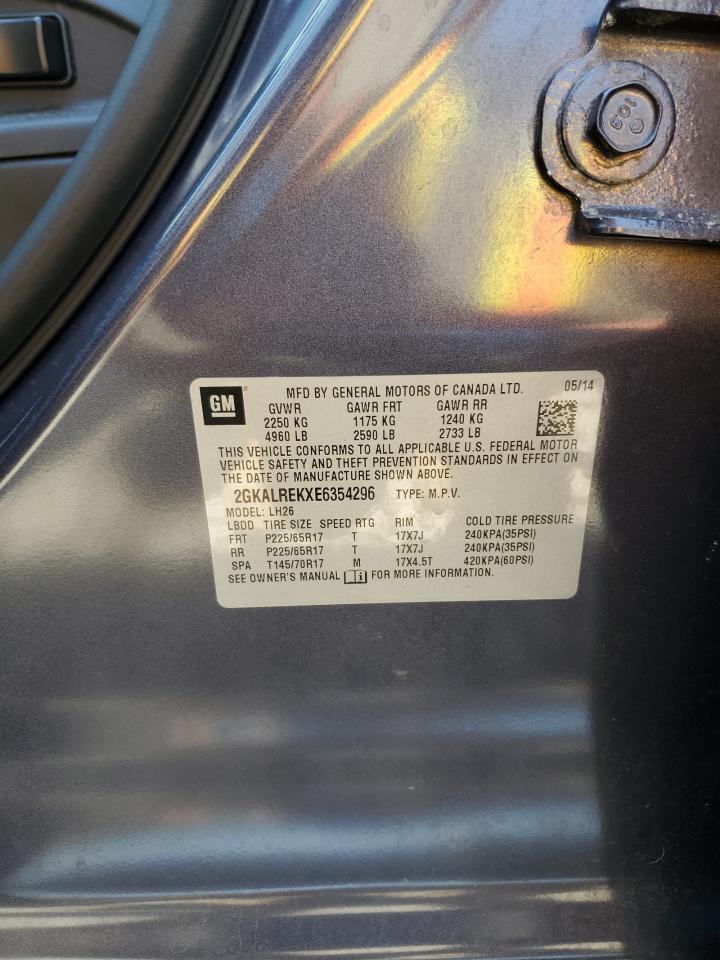 109
GM MFD BY GENERAL MOTORS OF CANADA LTD. 05/14
GVWR GAWR FRT GAWR RR
2250 KG 1175 KG 1240 KG
4960 LB 2590 LB 2733 LB
THIS VEHICLE CONFORMS TO ALL APPLICABLE U.S. FEDERAL MOTOR
VEHICLE SAFETY AND THEFT PREVENTION STANDARDS IN EFFECT ON
THE DATE OF MANUFACTURE SHOWN ABOVE.
2GKALREKXE6354296 TYPE: M.P.V.
MODEL: LH26
LBDD TIRE SIZE SPEED RTG RIM COLD TIRE PRESSURE
FRT P225/65R17 T 17X7J 240KPA(35PSI)
RR P225/65R17 T 17X7J 240KPA(35PSI)
SPA T145/70R17 M 17X4.5T 420KPA(60PSI)
SEE OWNER'S MANUAL FOR MORE INFORMATION.